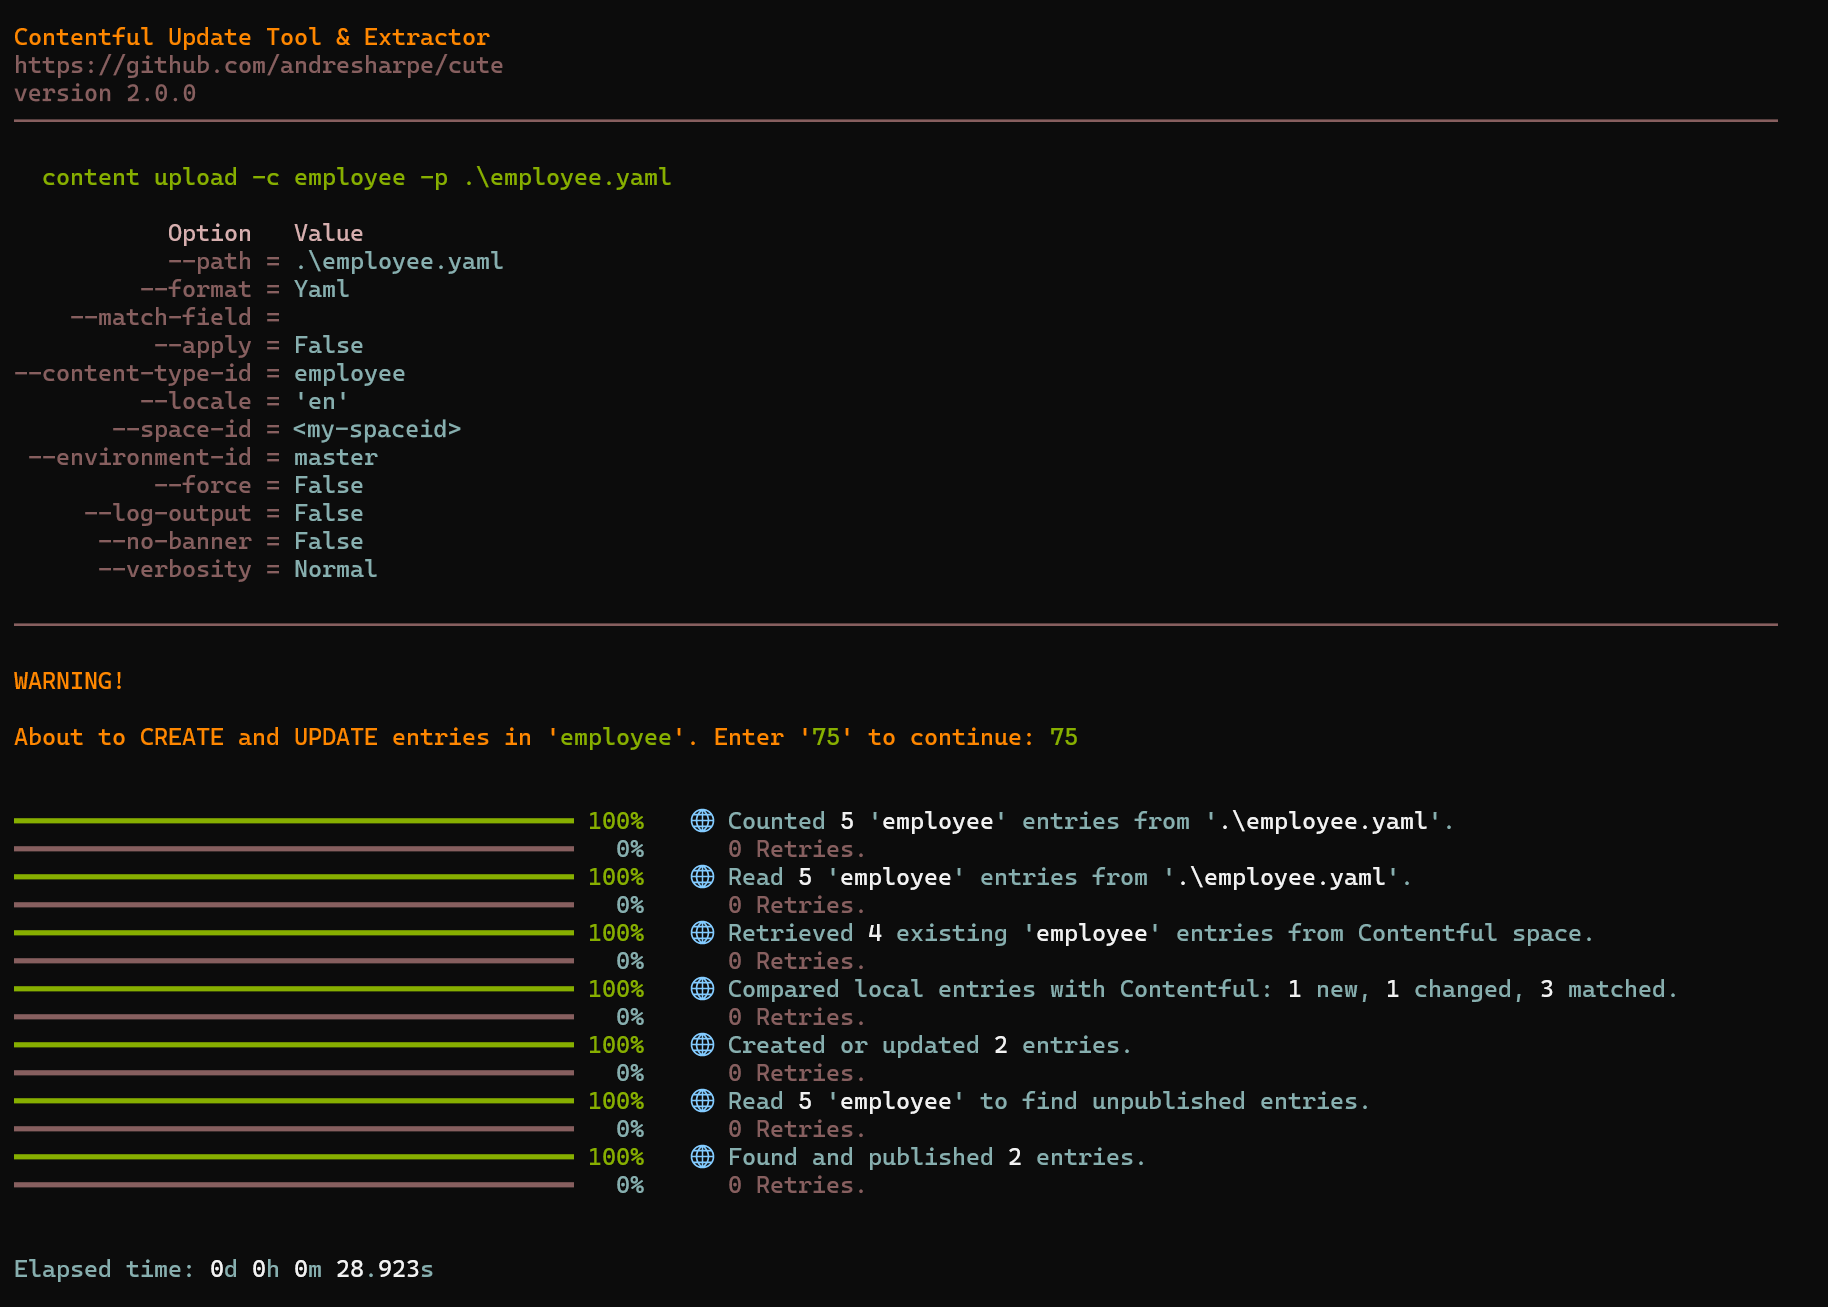 Contentful Update Tool & Extractor
https://github.com/andresharpe/cute
version 2.0.0
content upload -c employee -p .\employee.yaml
Option   Value
--path = .\employee.yaml
--format = Yaml
--match-field =
--apply = False
--content-type-id = employee
--locale = 'en'
--space-id = <my-spaceid>
--environment-id = master
--force = False
--log-output = False
--no-banner = False
--verbosity = Normal
WARNING!
About to CREATE and UPDATE entries in 'employee'. Enter '75' to continue: 75
100% Counted 5 'employee' entries from '.\employee.yaml'.
0% 0 Retries.
100% Read 5 'employee' entries from '.\employee.yaml'.
0% 0 Retries.
100% Retrieved 4 existing 'employee' entries from Contentful space.
0% 0 Retries.
100% Compared local entries with Contentful: 1 new, 1 changed, 3 matched.
0% 0 Retries.
100% Created or updated 2 entries.
0% 0 Retries.
100% Read 5 'employee' to find unpublished entries.
0% 0 Retries.
100% Found and published 2 entries.
0% 0 Retries.
Elapsed time: 0d 0h 0m 28.923s